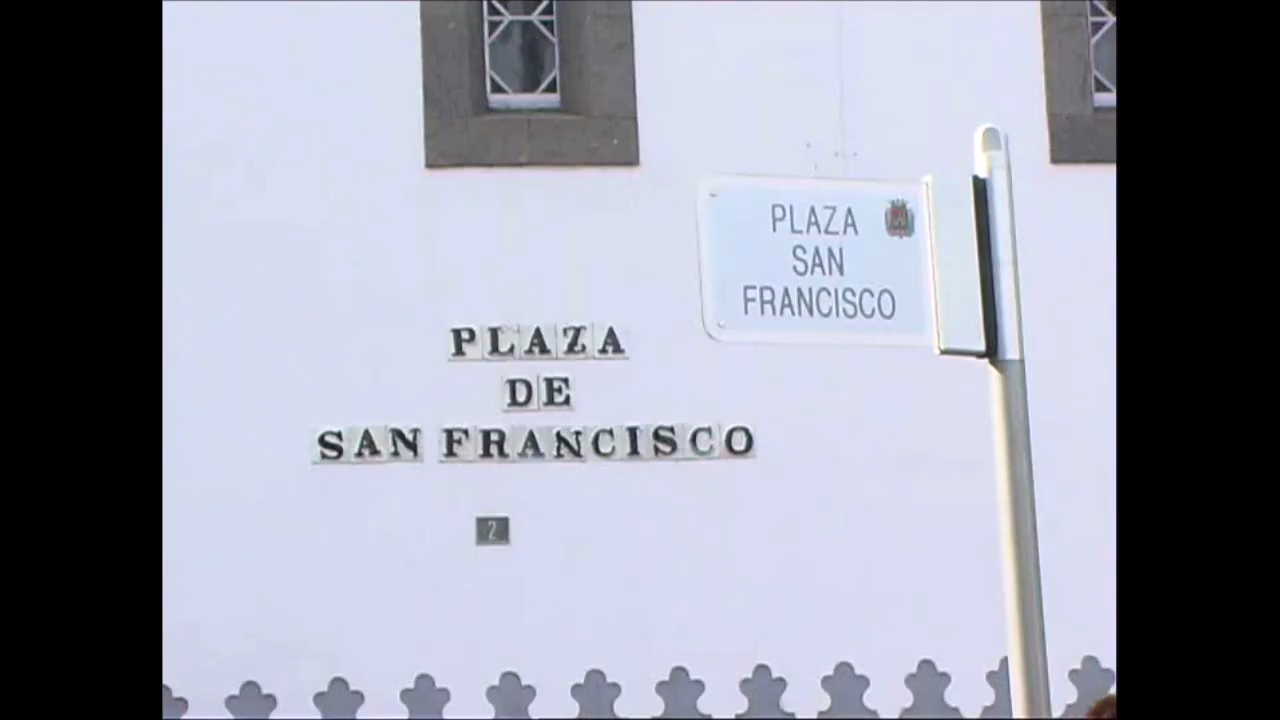 PLAZA
SAN
FRANCISCO
PLAZA
DE
SAN FRANCISCO
2